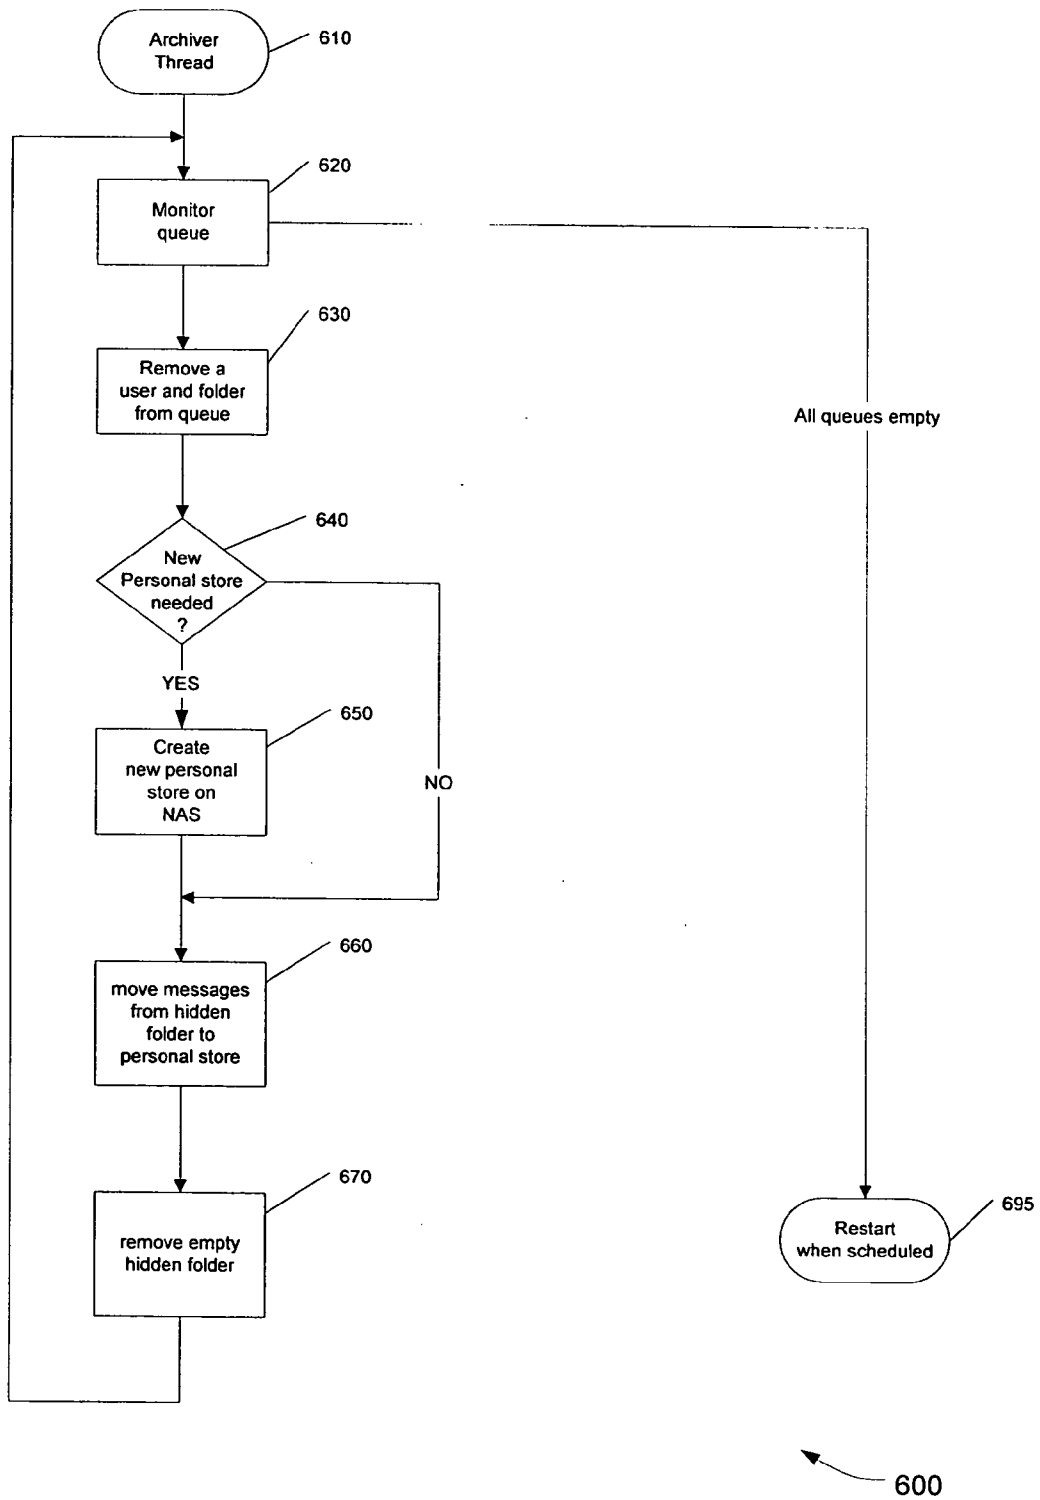 Archiver
Thread
610
620
Monitor
queue
630
Remove a
user and folder
from queue
All queues empty
640
New
Personal store
needed
?
YES
650
Create
new personal
store on
NAS
NO
660
move messages
from hidden
folder to
personal store
670
remove empty
hidden folder
695
Restart
when scheduled
600